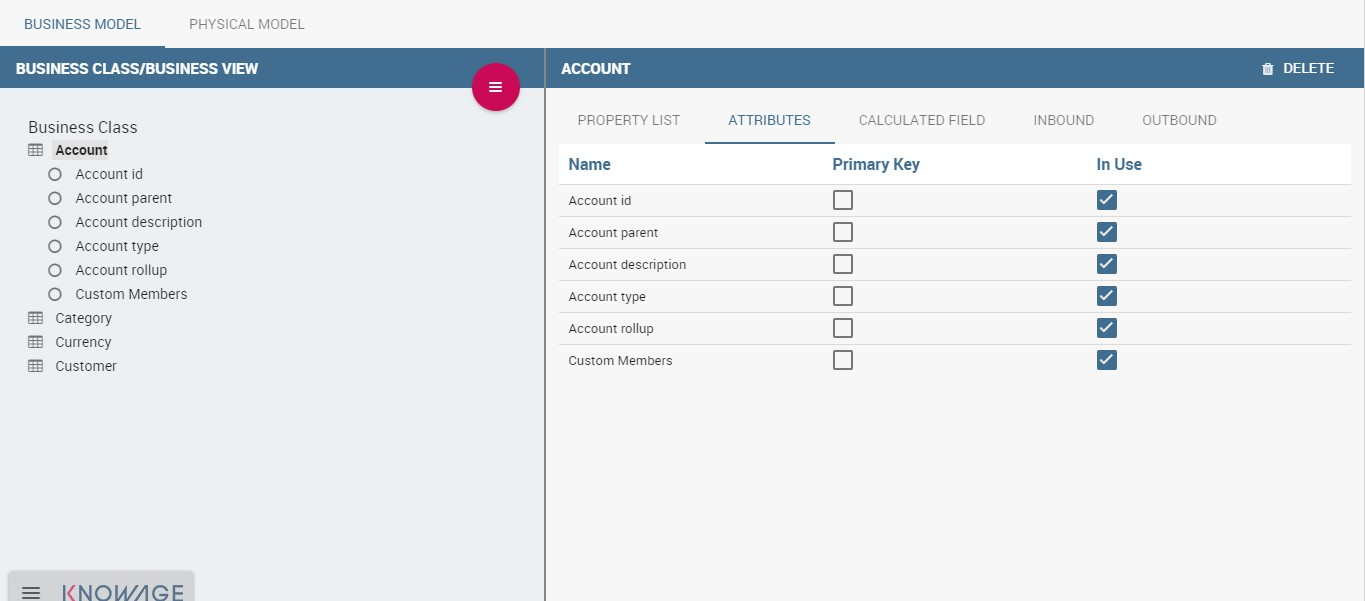 BUSINESS MODEL PHYSICAL MODEL
BUSINESS CLASS/BUSINESS VIEW
Business Class
Account
Account id
Account parent
Account description
Account type
Account rollup
Custom Members
Category
Currency
Customer
KNOWAGE
ACCOUNT DELETE
PROPERTY LIST ATTRIBUTES CALCULATED FIELD INBOUND OUTBOUND
Name Primary Key In Use
Account id
Account parent
Account description
Account type
Account rollup
Custom Members